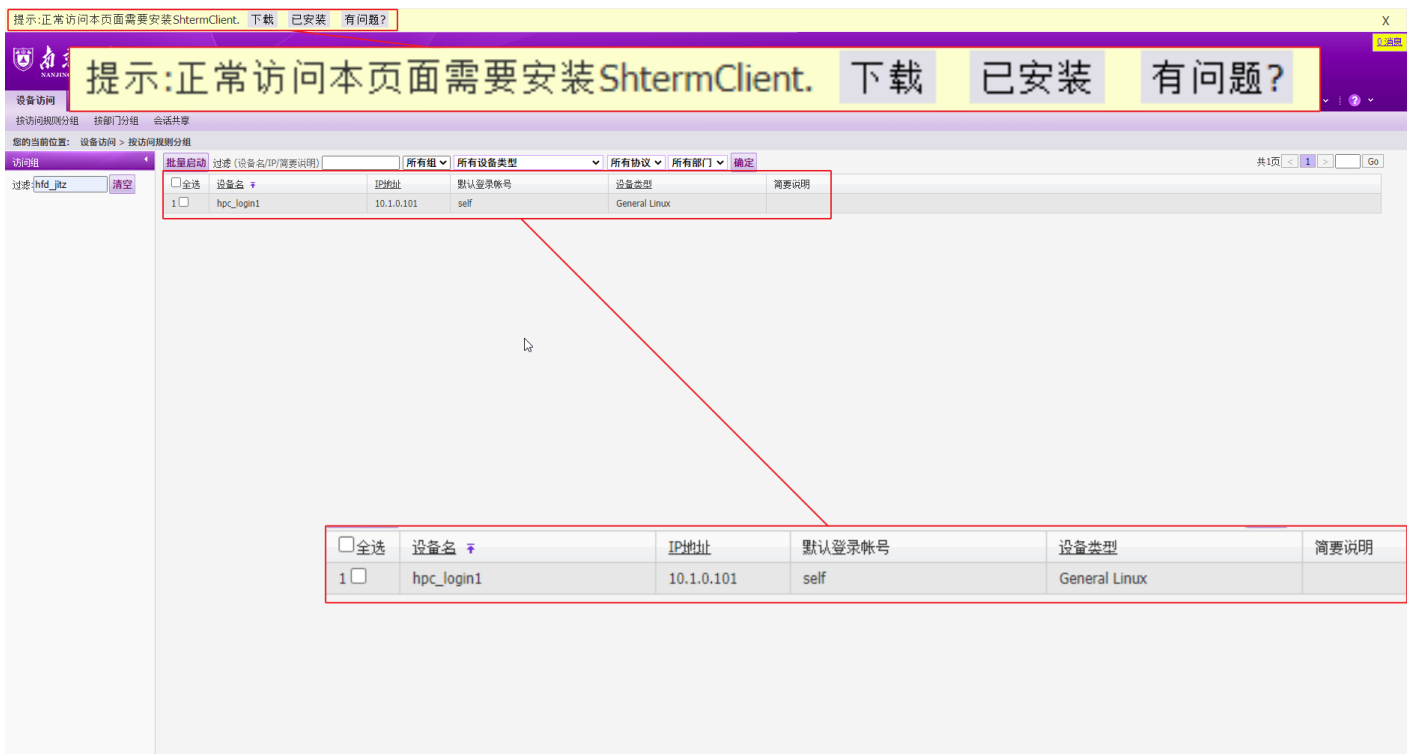 提示:正常访问本页面需要安装ShtermClient. 下载 已安装 有问题? X
0 消息
提示:正常访问本页面需要安装ShtermClient. 下载 已安装 有问题?
设备访问
按访问规则分组 按部门分组 会话共享
您的当前位置: 设备访问 > 按访问规则分组
访问组
批量启动 过滤 (设备名/IP/简要说明) 所有组 所有设备类型 所有协议 所有部门 确定 共1页 < 1 > Go
过滤:hfd_jitz 清空
全选 设备名 IP地址 默认登录帐号 设备类型 简要说明
1 hpc_login1 10.1.0.101 self General Linux
全选 设备名 IP地址 默认登录帐号 设备类型 简要说明
1 hpc_login1 10.1.0.101 self General Linux